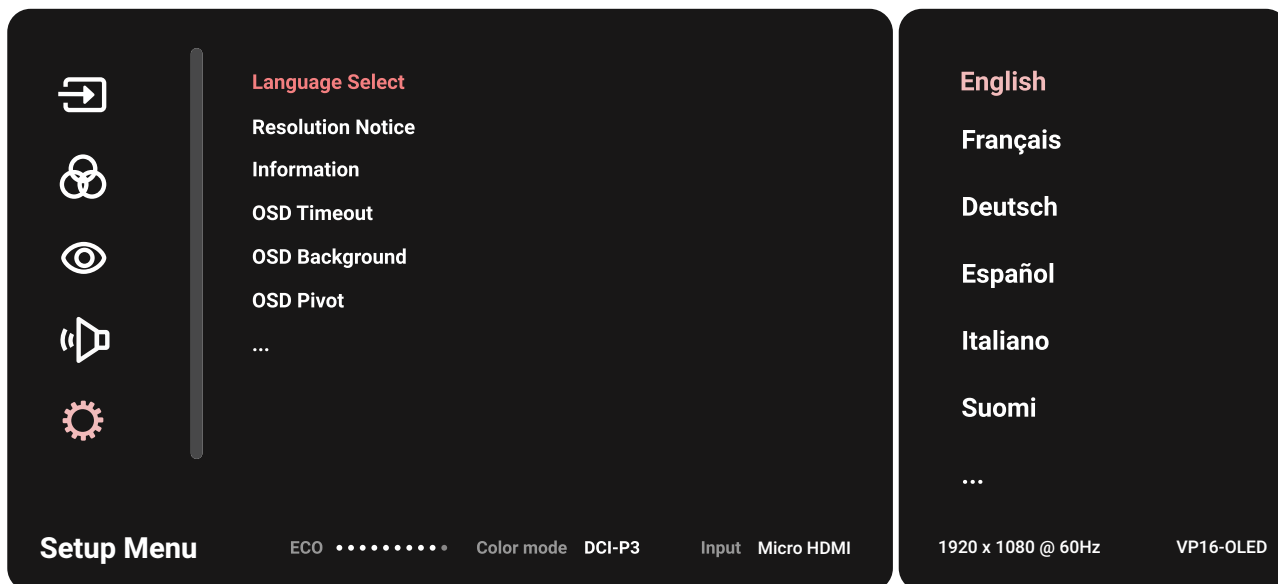 Language Select
Resolution Notice
Information
OSD Timeout
OSD Background
OSD Pivot
...
Setup Menu ECO Color mode DCI-P3 Input Micro HDMI
English
Français
Deutsch
Español
Italiano
Suomi
...
1920 x 1080 @ 60Hz VP16-OLED